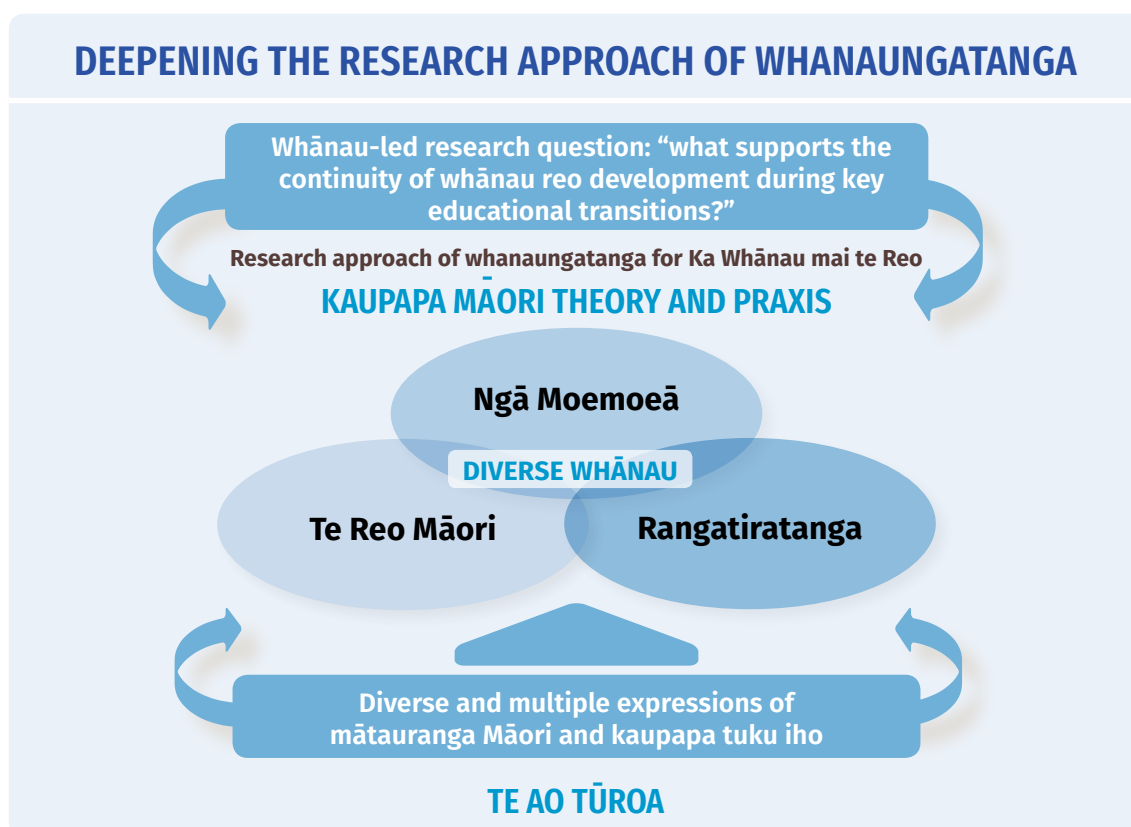 DEEPENING THE RESEARCH APPROACH OF WHANAUNGATANGA
Whānau-led research question: “what supports the
continuity of whānau reo development during key
educational transitions?”
Research approach of whanaungatanga for Ka Whānau mai te Reo
KAUPAPA MĀORI THEORY AND PRAXIS
Ngā Moemoeā
DIVERSE WHĀNAU
Te Reo Māori
Rangatiratanga
Diverse and multiple expressions of
mātauranga Māori and kaupapa tuku iho
TE AO TŪROA